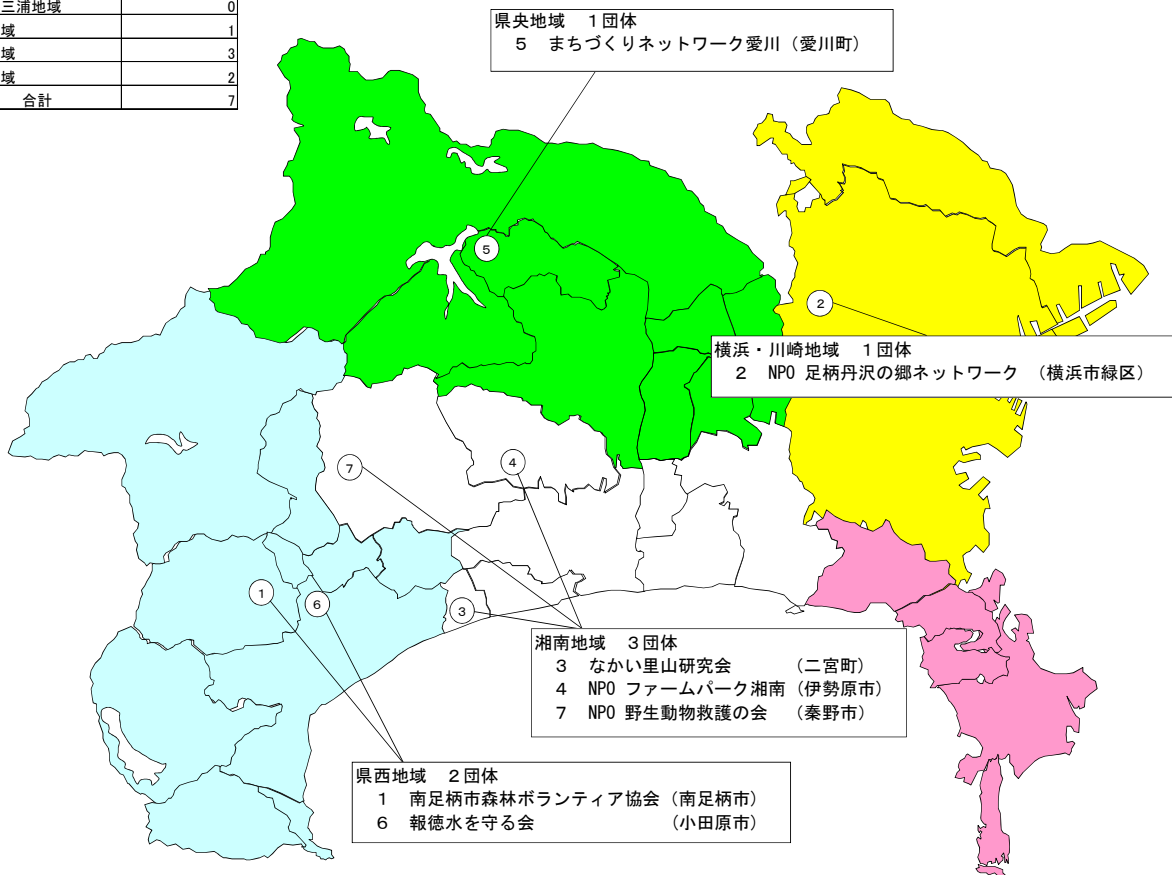 三浦地域 0
域 1
域 3
域 2
合計 7
県央地域 1団体
5 まちづくりネットワーク愛川（愛川町）
5
2
横浜・川崎地域 1団体
2 NPO 足柄丹沢の郷ネットワーク （横浜市緑区）
7
4
1
6
3
湘南地域 3団体
3 なかい里山研究会 （二宮町）
4 NPO ファームパーク湘南（伊勢原市）
7 NPO 野生動物救護の会 （秦野市）
県西地域 2団体
1 南足柄市森林ボランティア協会（南足柄市）
6 報徳水を守る会 （小田原市）